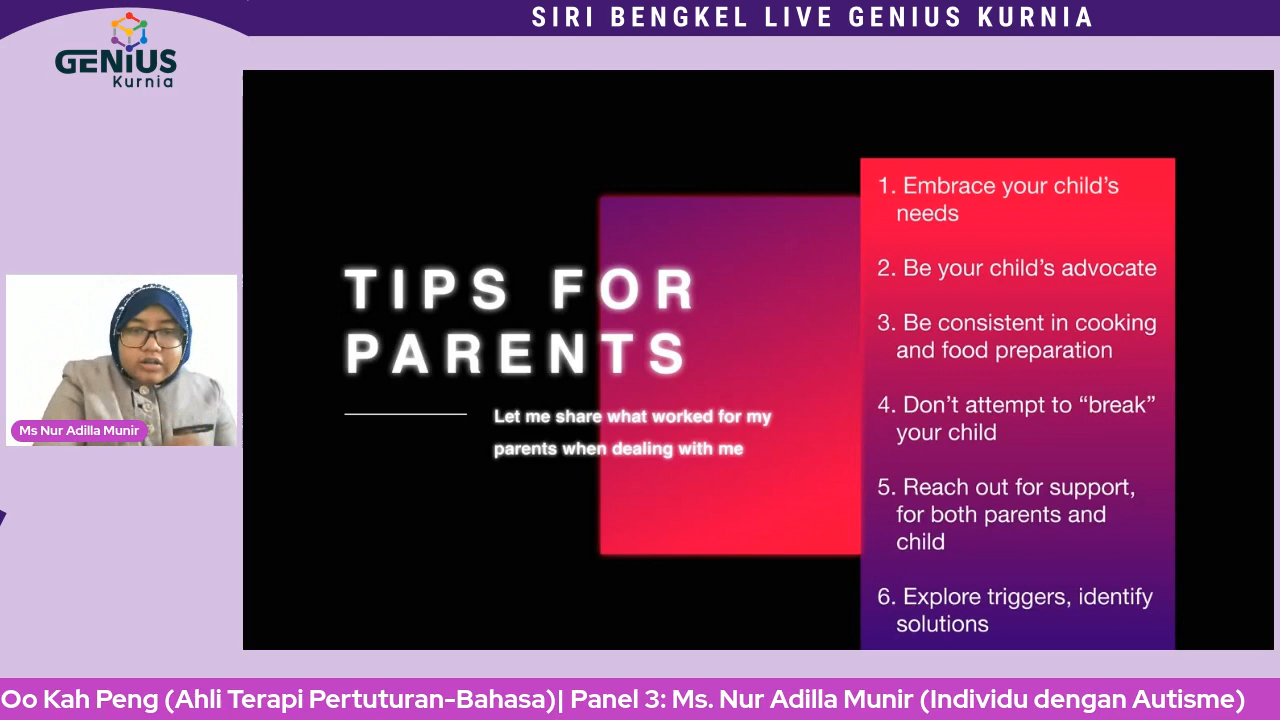 SIRI BENGKEL LIVE GENIUS KURNIA
GENIUS
Kurnia
TIPS FOR
PARENTS
Let me share what worked for my
parents when dealing with me
1. Embrace your child’s
needs
2. Be your child’s advocate
3. Be consistent in cooking
and food preparation
4. Don’t attempt to “break”
your child
5. Reach out for support,
for both parents and
child
6. Explore triggers, identify
solutions
Ms Nur Adilla Munir
Oo Kah Peng (Ahli Terapi Pertuturan-Bahasa)| Panel 3: Ms. Nur Adilla Munir (Individu dengan Autisme)